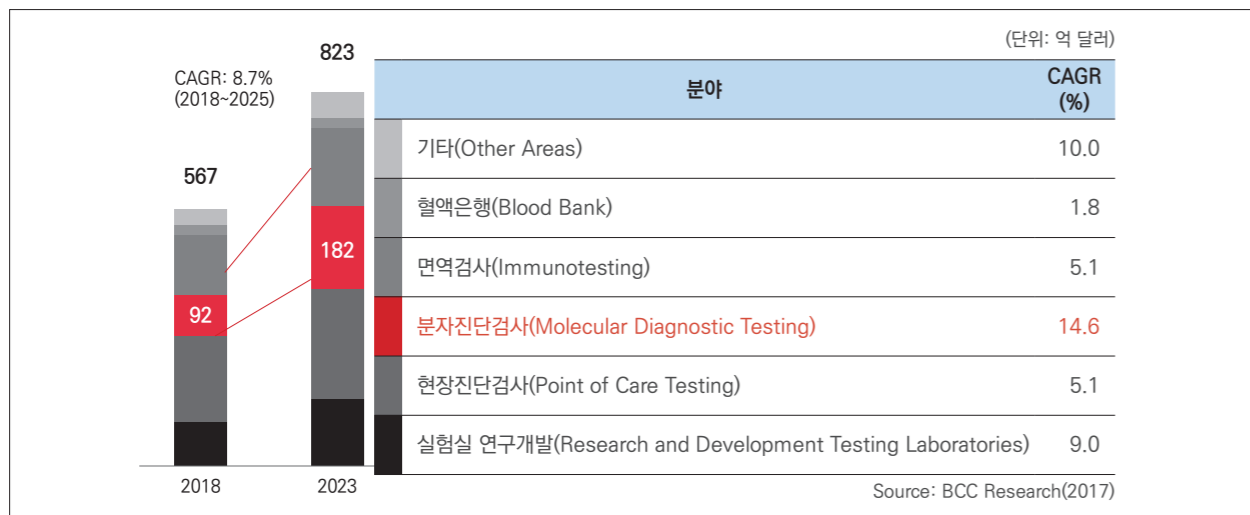 (단위: 억 달러)
CAGR: 8.7%
(2018~2025)
567
823
92
182
2018
2023
분야 CAGR
(%)
기타(Other Areas) 10.0
혈액은행(Blood Bank) 1.8
면역검사(Immunotesting) 5.1
분자진단검사(Molecular Diagnostic Testing) 14.6
현장진단검사(Point of Care Testing) 5.1
실험실 연구개발(Research and Development Testing Laboratories) 9.0
Source: BCC Research(2017)